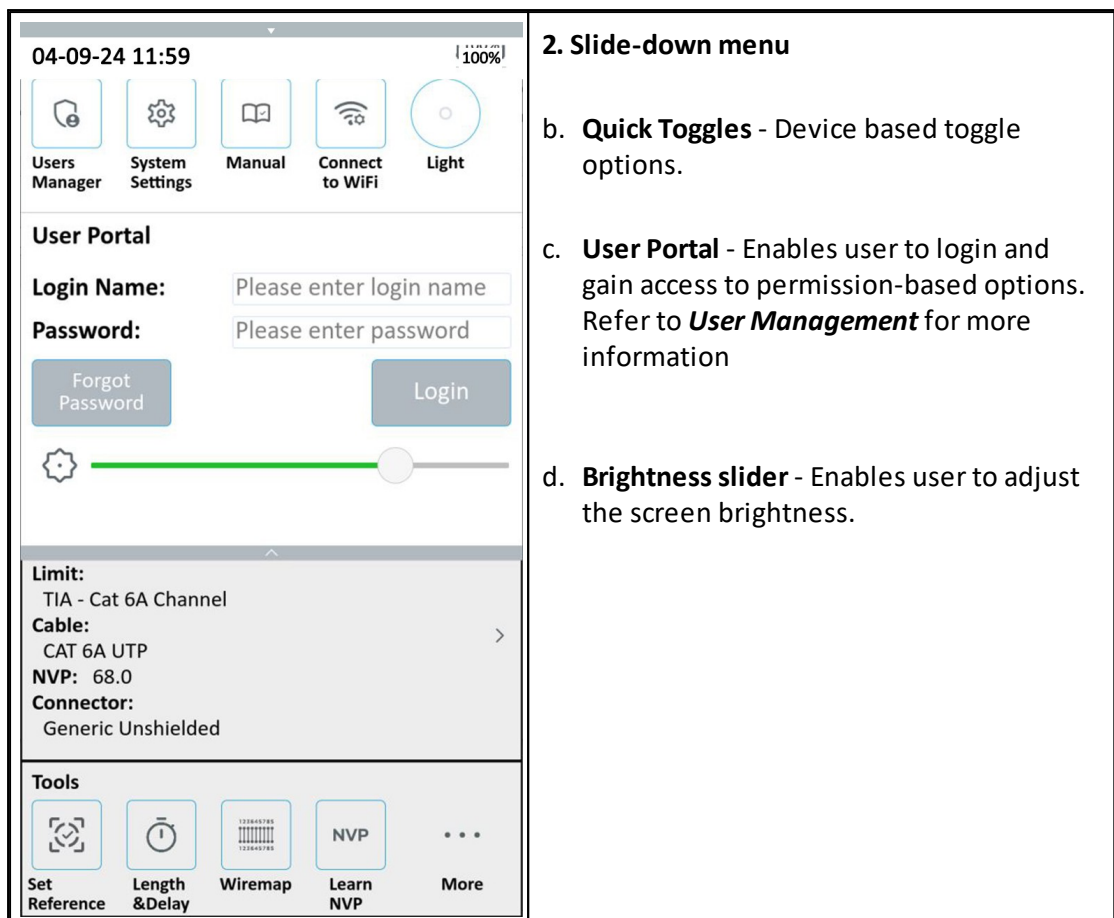 04-09-24 11:59
100%
Users Manager
System Settings
Manual
Connect to WiFi
Light
User Portal
Login Name: Please enter login name
Password: Please enter password
Forgot Password
Login
Limit:
TIA - Cat 6A Channel
Cable:
CAT 6A UTP
NVP: 68.0
Connector:
Generic Unshielded
Tools
NVP
Set Reference
Length &Delay
Wiremap
Learn NVP
More
2. Slide-down menu
b. Quick Toggles - Device based toggle
options.
c. User Portal - Enables user to login and
gain access to permission-based options.
Refer to User Management for more
information
d. Brightness slider - Enables user to adjust
the screen brightness.